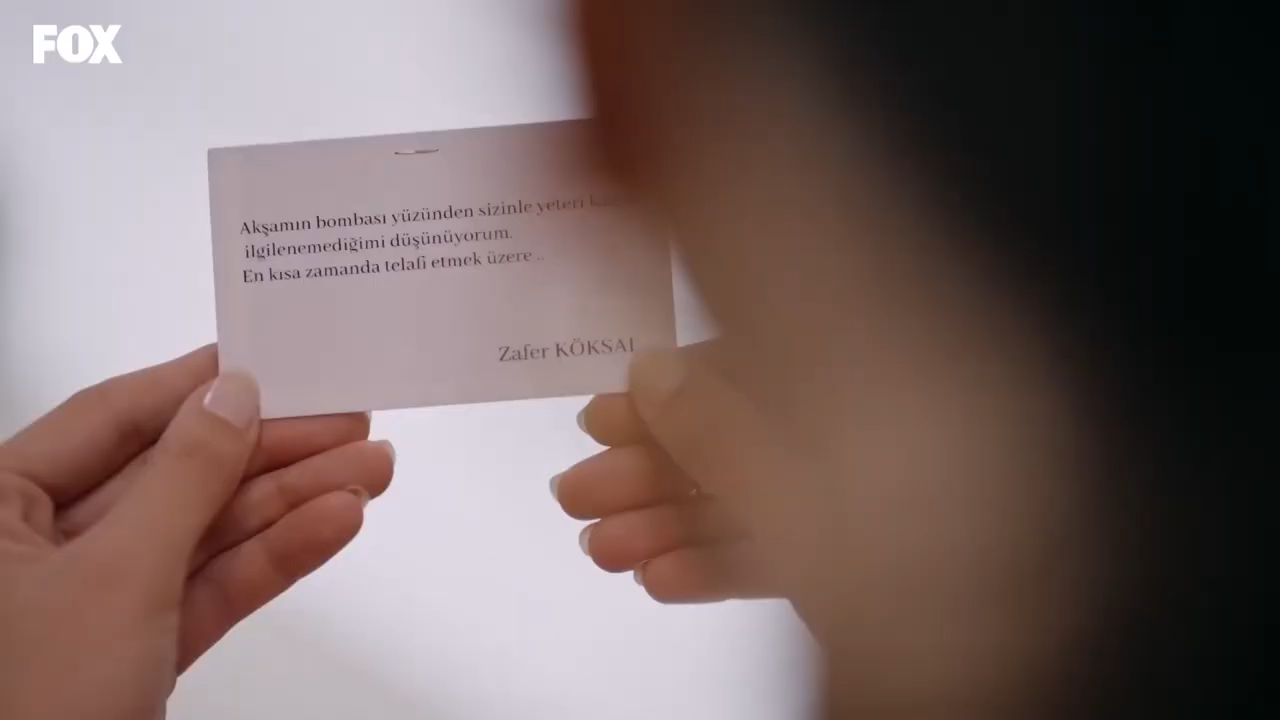 FOX
Akşamın bombası yüzünden sizinle yeteri
ilgilenemediğimi düşünüyorum.
En kısa zamanda telafi etmek üzere ..
Zafer KÖKSAL